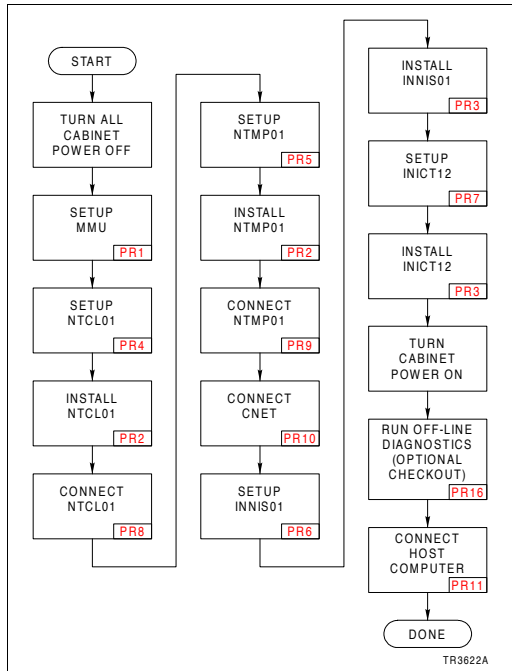 START
TURN ALL
CABINET
POWER OFF
SETUP
MMU
PR1
SETUP
NTCL01
PR4
INSTALL
NTCL01
PR2
CONNECT
NTCL01
PR8
SETUP
NTMP01
PR5
INSTALL
NTMP01
PR2
CONNECT
NTMP01
PR9
CONNECT
CNET
PR10
SETUP
INNIS01
PR6
INSTALL
INNIS01
PR3
SETUP
INICT12
PR7
INSTALL
INICT12
PR3
TURN
CABINET
POWER ON
RUN OFF-LINE
DIAGNOSTICS
(OPTIONAL
CHECKOUT)
PR16
CONNECT
HOST
COMPUTER
PR11
DONE
TR3622A